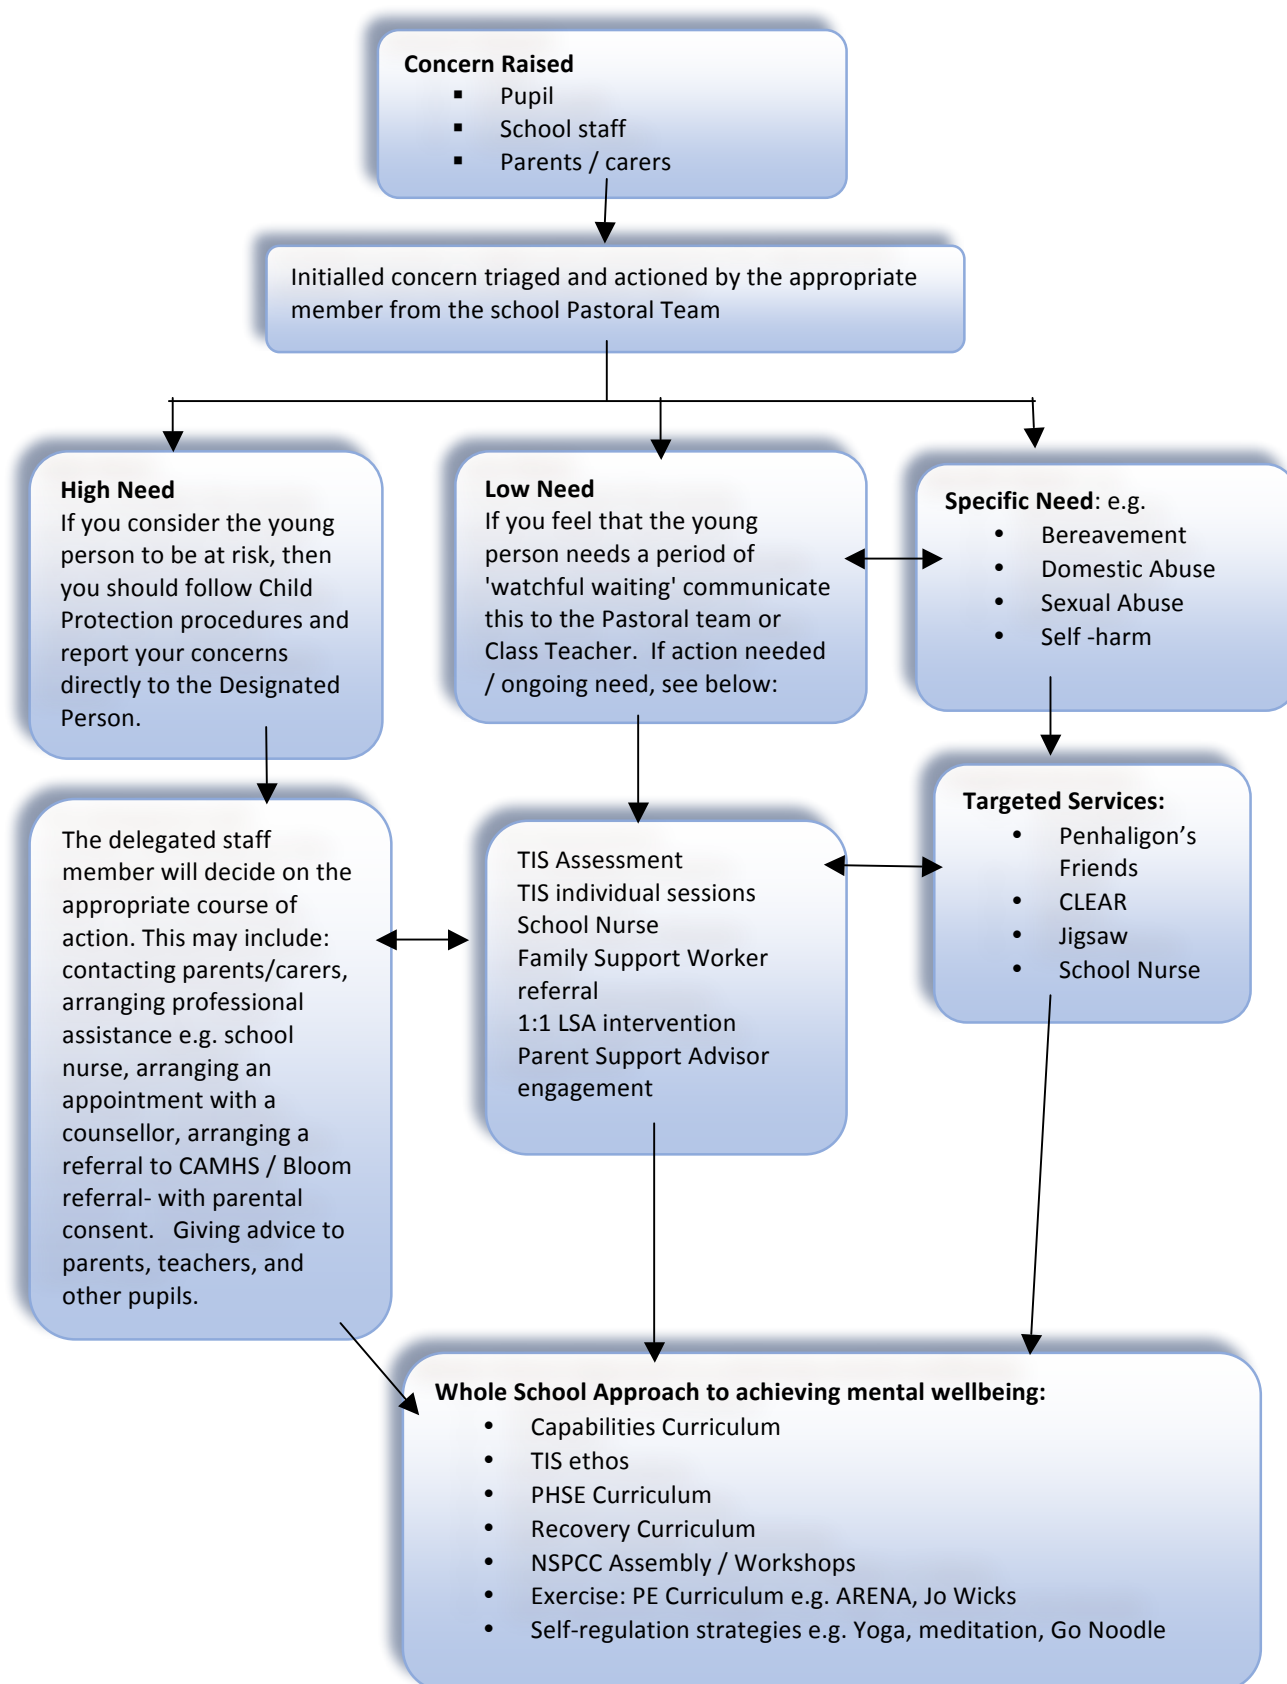 Concern Raised
▪ Pupil
▪ School staff
▪ Parents / carers
Initialled concern triaged and actioned by the appropriate
member from the school Pastoral Team
High Need
If you consider the young
person to be at risk, then
you should follow Child
Protection procedures and
report your concerns
directly to the Designated
Person.
Low Need
If you feel that the young
person needs a period of
'watful waiting' communicate
this to the Pastoral team or
Class Teacher.  If action needed
/ ongoing need, see below:
Specific Need: e.g.
• Bereavement
• Domestic Abuse
• Sexual Abuse
• Self -harm
The delegated staff
member will decide on the
appropriate course of
action. This may include:
contacting parents/carers,
arranging professional
assistance e.g. school
nurse, arranging an
appointment with a
counsellor, arranging a
referral to CAMHS / Bloom
referral- with parental
consent.   Giving advice to
parents, teachers, and
other pupils.
TIS Assessment
TIS individual sessions
School Nurse
Family Support Worker
referral
1:1 LSA intervention
Parent Support Advisor
engagement
Targeted Services:
• Penhaligon’s
Friends
• CLEAR
• Jigsaw
• School Nurse
Whole School Approach to achieving mental wellbeing:
• Capabilities Curriculum
• TIS ethos
• PHSE Curriculum
• Recovery Curriculum
• NSPCC Assembly / Workshops
• Exercise: PE Curriculum e.g. ARENA, Jo Wicks
• Self-regulation strategies e.g. Yoga, meditation, Go Noodle